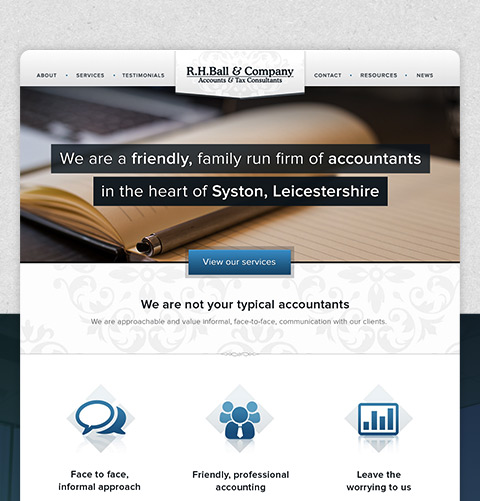 ABOUT • SERVICES • TESTIMONIALS
R.H.Ball & Company
Accounts & Tax Consultants
CONTACT • RESOURCES • NEWS
We are a friendly, family run firm of accountants
in the heart of Syston, Leicestershire
View our services
We are not your typical accountants
We are approachable and value informal, face-to-face, communication with our clients.
Face to face,
informal approach
Friendly, professional
accounting
Leave the
worrying to us